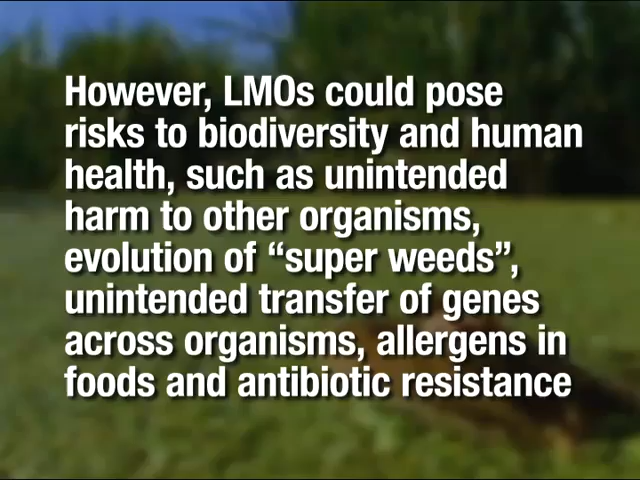 However, LMOs could pose
risks to biodiversity and human
health, such as unintended
harm to other organisms,
evolution of “super weeds”,
unintended transfer of genes
across organisms, allergens in
foods and antibiotic resistance